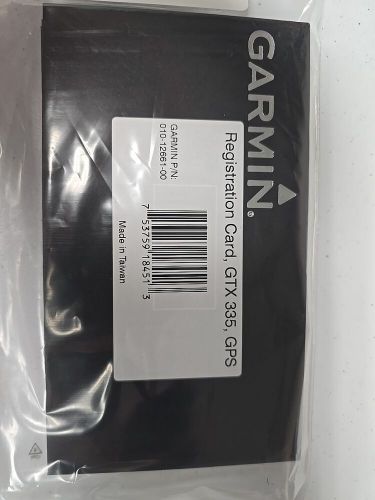 GARMIN®
Registration Card, GTX 335, GPS
GARMIN P/N:
010-12661-00
7 53759 18451 3
Made in Taiwan